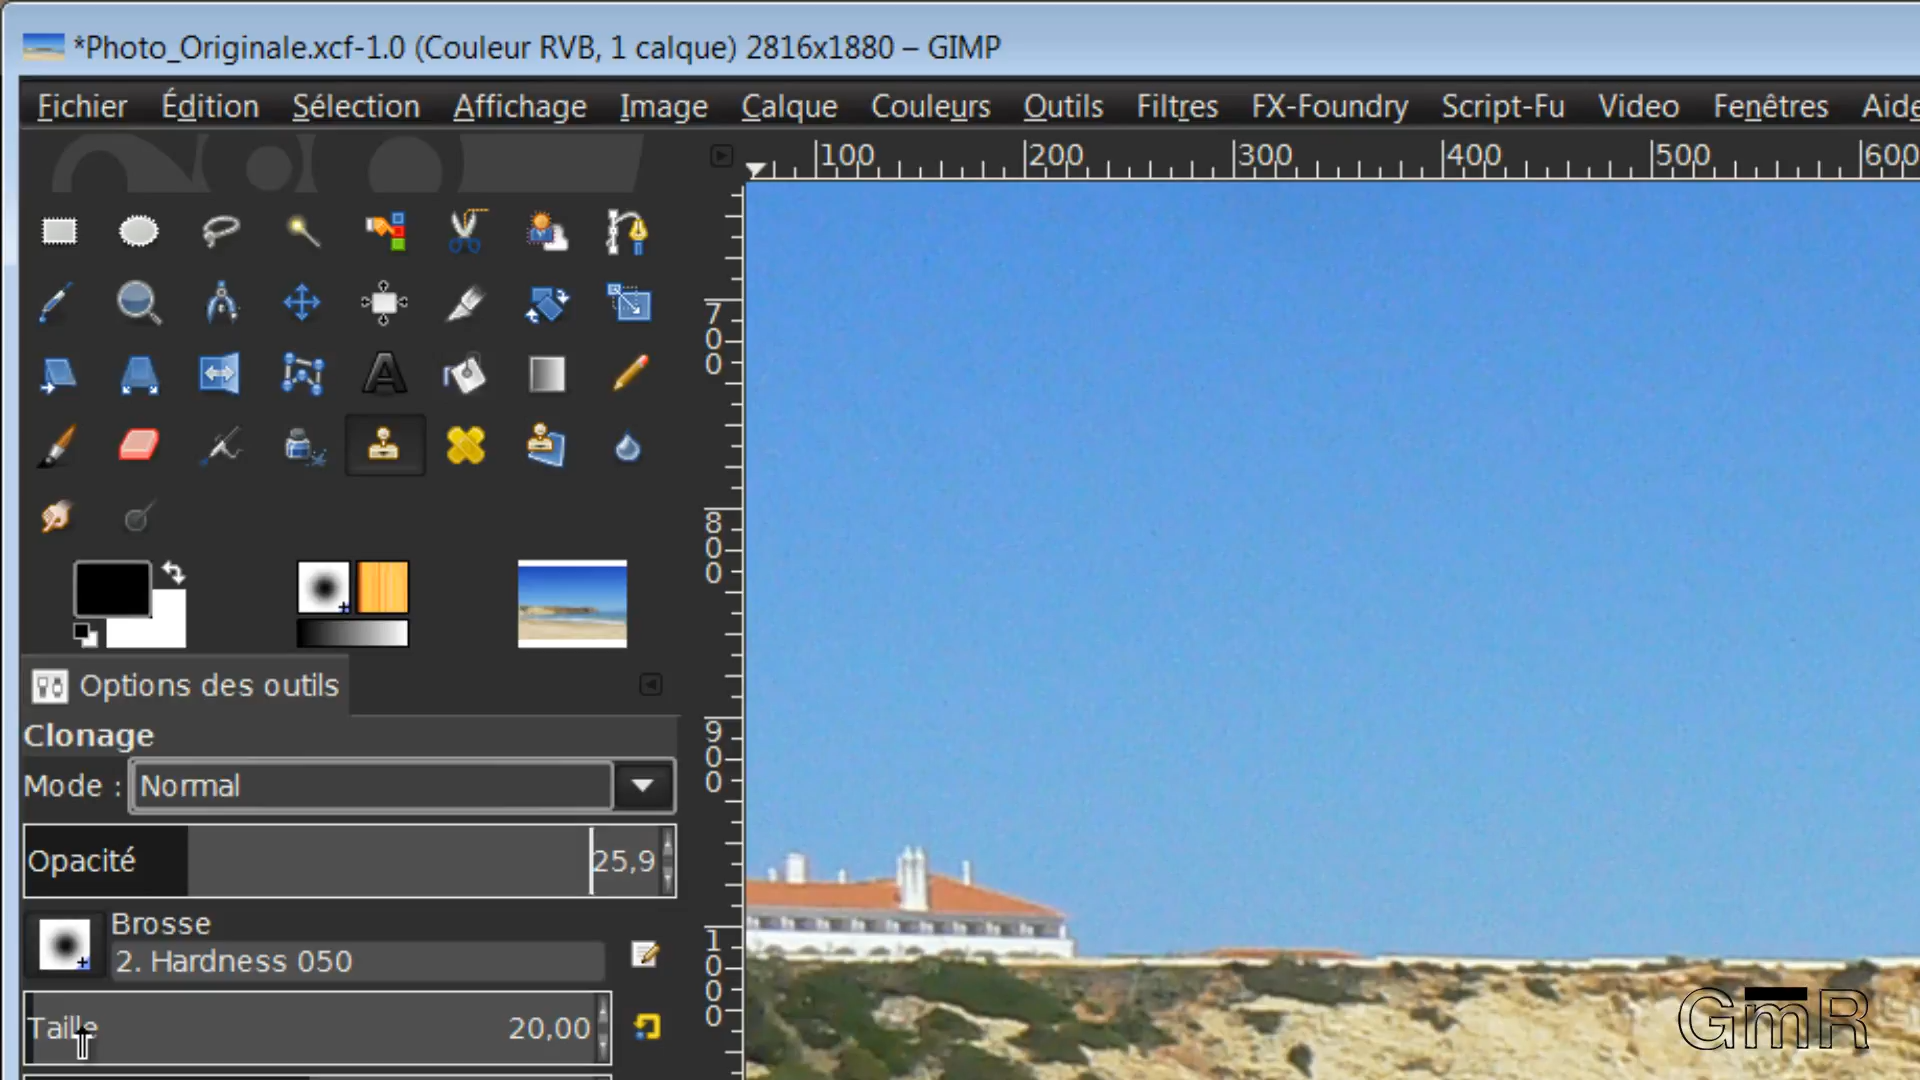 *Photo_Originale.xcf-1.0 (Couleur RVB, 1 calque) 2816x1880 – GIMP
Fichier Édition Sélection Affichage Image Calque Couleurs Outils Filtres FX-Foundry Script-Fu Video Fenêtres Aide
100 200 300 400 500 600
700
800
900
1000
Options des outils
Clonage
Mode : Normal
Opacité 25,9
Brosse
2. Hardness 050
Taille 20,00
GmR